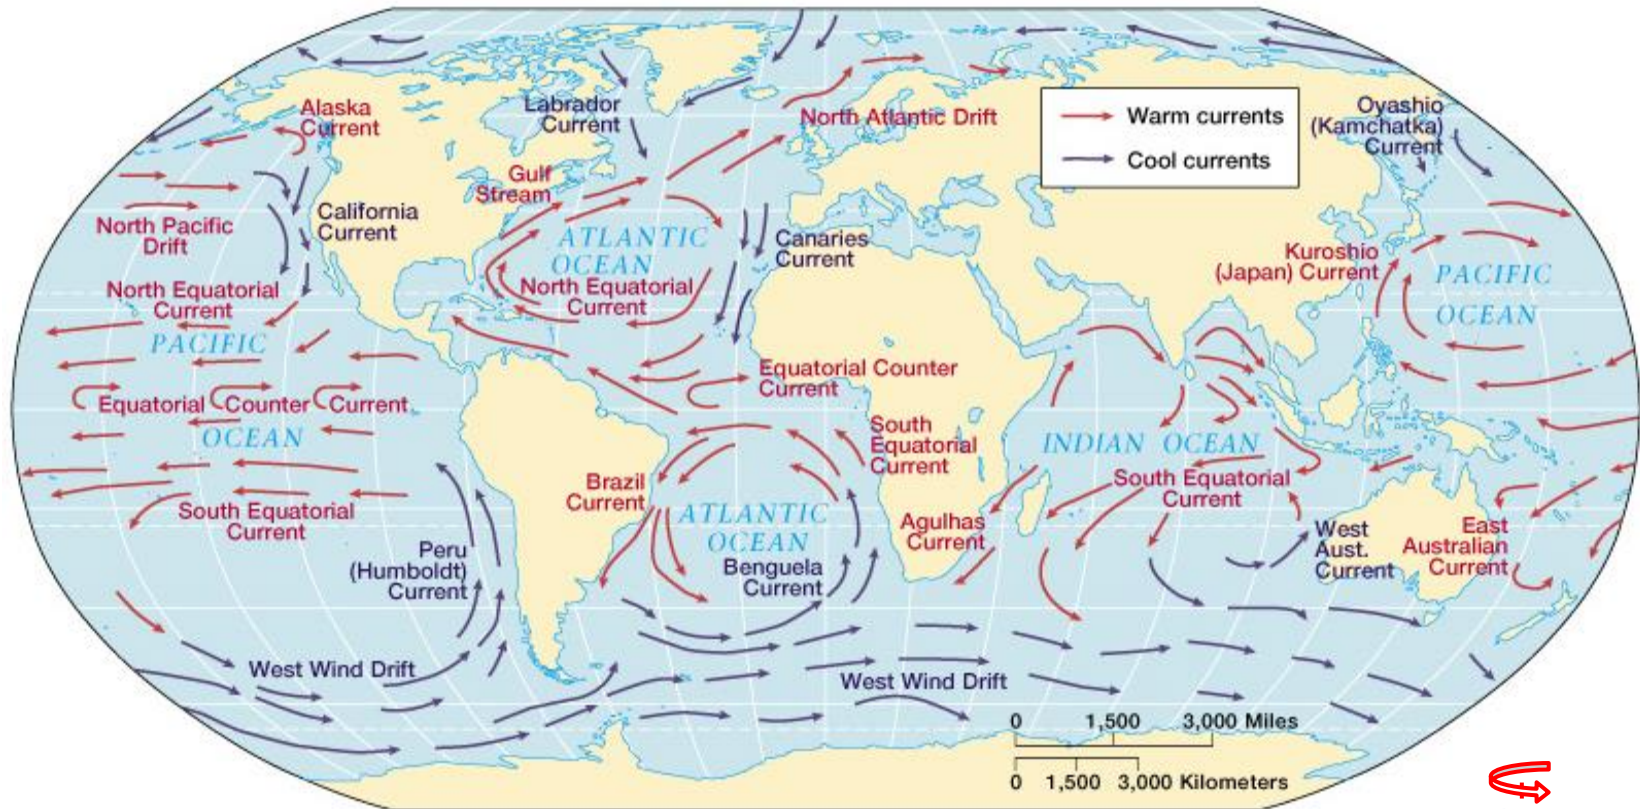 Alaska
Current
Labrador
Current
North Atlantic Drift
Warm currents
Cool currents
Oyashio
(Kamchatka)
Current
Gulf
Stream
North Pacific
Drift
California
Current
ATLANTIC
OCEAN
Canaries
Current
Kuroshio
(Japan) Current
PACIFIC
OCEAN
North Equatorial
Current
North Equatorial
Current
PACIFIC
OCEAN
Equatorial Counter Current
Equatorial Counter
Current
South
Equatorial
Current
INDIAN OCEAN
South Equatorial
Current
South Equatorial
Current
Brazil
Current
ATLANTIC
OCEAN
Agulhas
Current
West
Aust.
Current
East
Australian
Current
Peru
(Humboldt)
Current
Benguela
Current
West Wind Drift
West Wind Drift
0 1,500 3,000 Miles
0 1,500 3,000 Kilometers